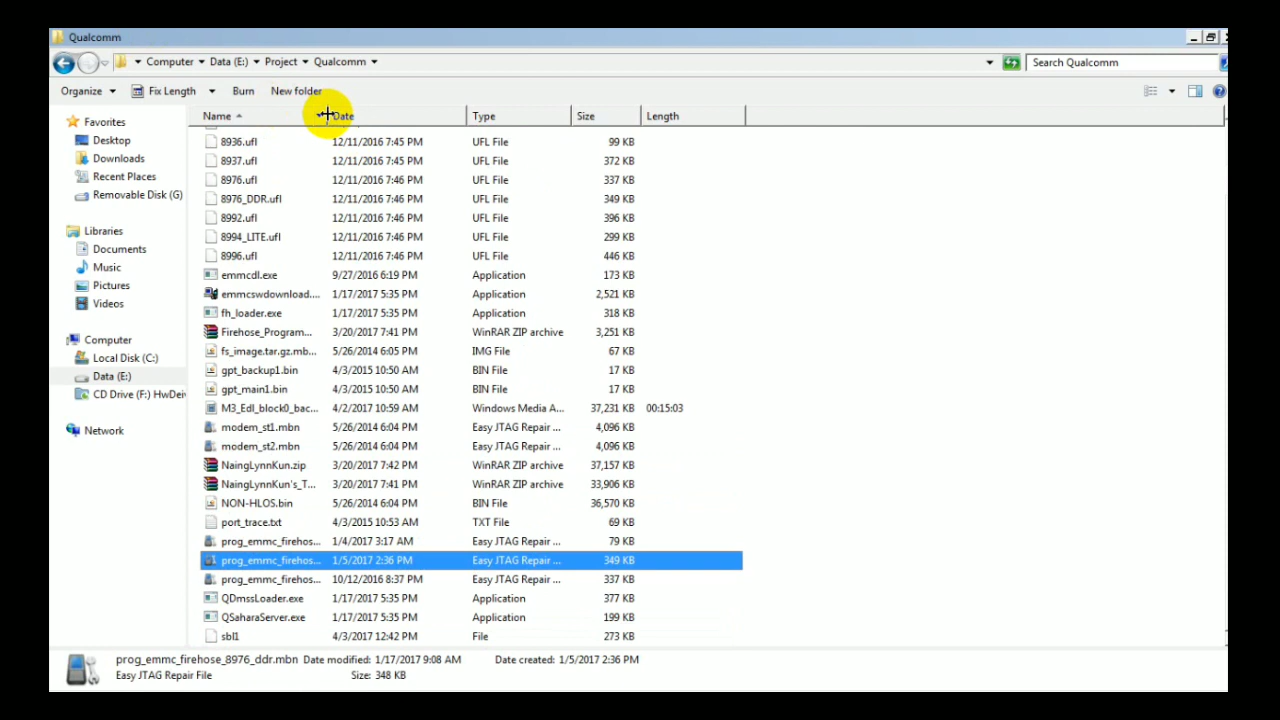 Qualcomm
Computer Data (E:) Project Qualcomm Search Qualcomm
Organize Fix Length Burn New folder
Name Date Type Size Length
Favorites
Desktop
Downloads
Recent Places
Removable Disk (G)
Libraries
Documents
Music
Pictures
Videos
Computer
Local Disk (C:)
Data (E:)
CD Drive (F:) HwDeiv
Network
8936.ufl 12/11/2016 7:45 PM UFL File 99 KB
8937.ufl 12/11/2016 7:45 PM UFL File 372 KB
8976.ufl 12/11/2016 7:46 PM UFL File 337 KB
8976_DDR.ufl 12/11/2016 7:46 PM UFL File 349 KB
8992.ufl 12/11/2016 7:46 PM UFL File 396 KB
8994_LITE.ufl 12/11/2016 7:46 PM UFL File 299 KB
8996.ufl 12/11/2016 7:46 PM UFL File 446 KB
emmcdl.exe 9/27/2016 6:19 PM Application 173 KB
emmcswdownload.... 1/17/2017 5:35 PM Application 2,521 KB
fh_loader.exe 1/17/2017 5:35 PM Application 318 KB
Firehose_Program... 3/20/2017 7:41 PM WinRAR ZIP archive 3,251 KB
fs_image.tar.gz.mb... 5/26/2014 6:05 PM IMG File 67 KB
gpt_backup1.bin 4/3/2015 10:50 AM BIN File 17 KB
gpt_main1.bin 4/3/2015 10:50 AM BIN File 17 KB
M3_Edl_block0_bac... 4/2/2017 10:59 AM Windows Media A... 37,231 KB 00:15:03
modem_st1.mbn 5/26/2014 6:04 PM Easy JTAG Repair ... 4,096 KB
modem_st2.mbn 5/26/2014 6:04 PM Easy JTAG Repair ... 4,096 KB
NaingLynnKun.zip 3/20/2017 7:42 PM WinRAR ZIP archive 37,157 KB
NaingLynnKun's_T... 3/20/2017 7:41 PM WinRAR ZIP archive 33,906 KB
NON-HLOS.bin 5/26/2014 6:04 PM BIN File 36,570 KB
port_trace.txt 4/3/2015 10:53 AM TXT File 69 KB
prog_emmc_firehos... 1/4/2017 3:17 AM Easy JTAG Repair ... 79 KB
prog_emmc_firehos... 1/5/2017 2:36 PM Easy JTAG Repair ... 349 KB
prog_emmc_firehos... 10/12/2016 8:37 PM Easy JTAG Repair ... 337 KB
QDmssLoader.exe 1/17/2017 5:35 PM Application 377 KB
QSaharaServer.exe 1/17/2017 5:35 PM Application 199 KB
sbl1 4/3/2017 12:42 PM File 273 KB
prog_emmc_firehose_8976_ddr.mbn Date modified: 1/17/2017 9:08 AM Date created: 1/5/2017 2:36 PM
Easy JTAG Repair File Size: 348 KB